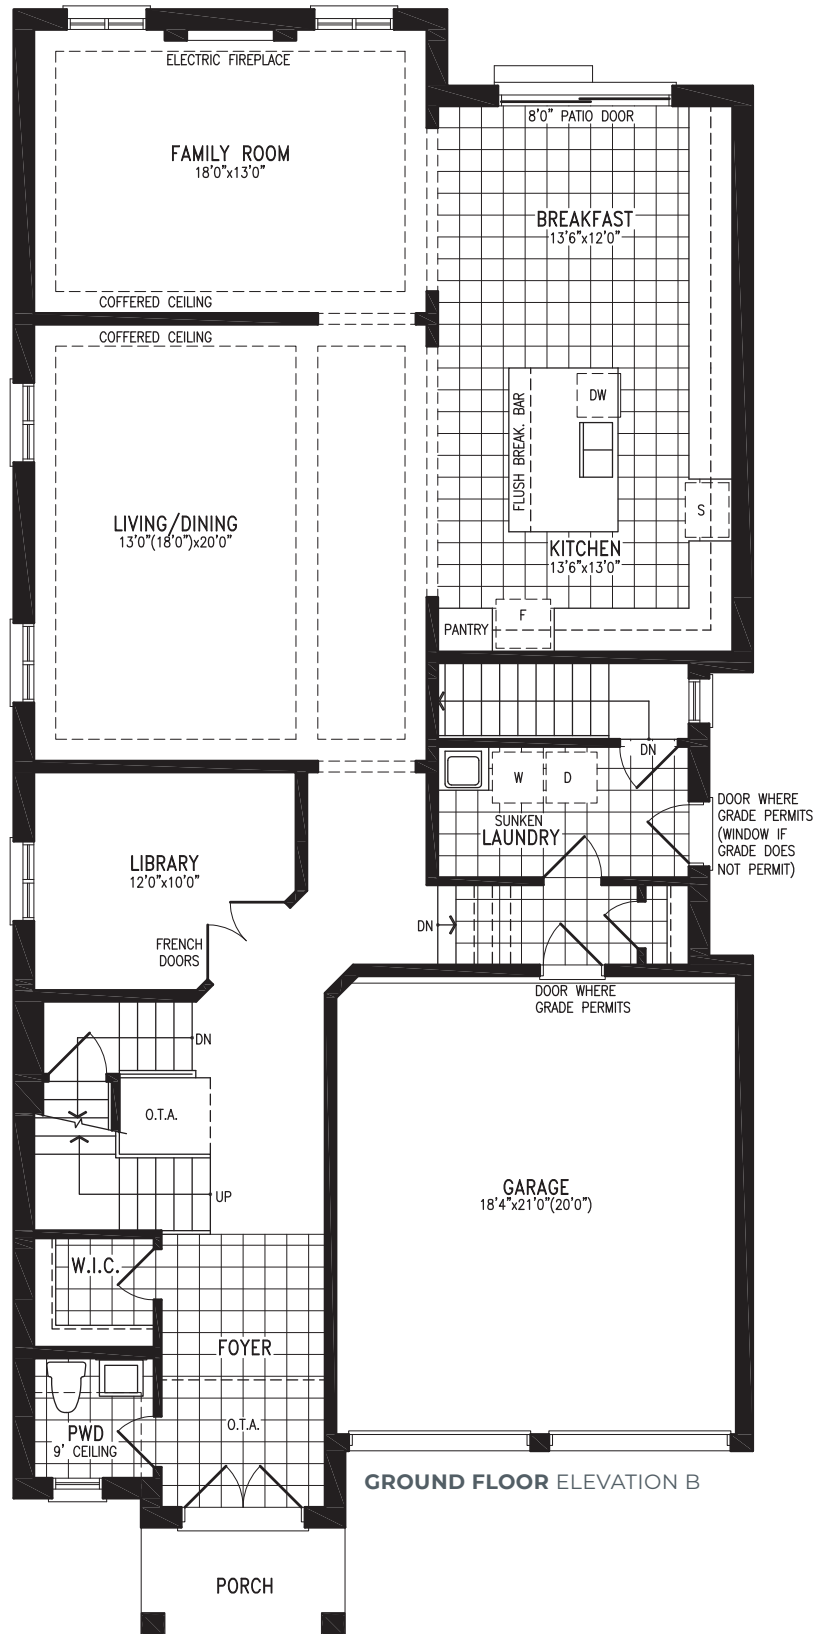 ELECTRIC FIREPLACE
FAMILY ROOM
18'0"x13'0"
COFFERED CEILING
8'0" PATIO DOOR
BREAKFAST
13'6"x12'0"
COFFERED CEILING
LIVING/DINING
13'0"(18'0")x20'0"
DW
FLUSH BREAK. BAR
S
KITCHEN
13'6"x13'0"
F
PANTRY
DN
W
D
SUNKEN
LAUNDRY
DOOR WHERE
GRADE PERMITS
(WINDOW IF
GRADE DOES
NOT PERMIT)
LIBRARY
12'0"x10'0"
FRENCH
DOORS
DN
DOOR WHERE
GRADE PERMITS
DN
O.T.A.
UP
GARAGE
18'4"x21'0"(20'0")
W.I.C.
FOYER
O.T.A.
PWD
9' CEILING
GROUND FLOOR ELEVATION B
PORCH